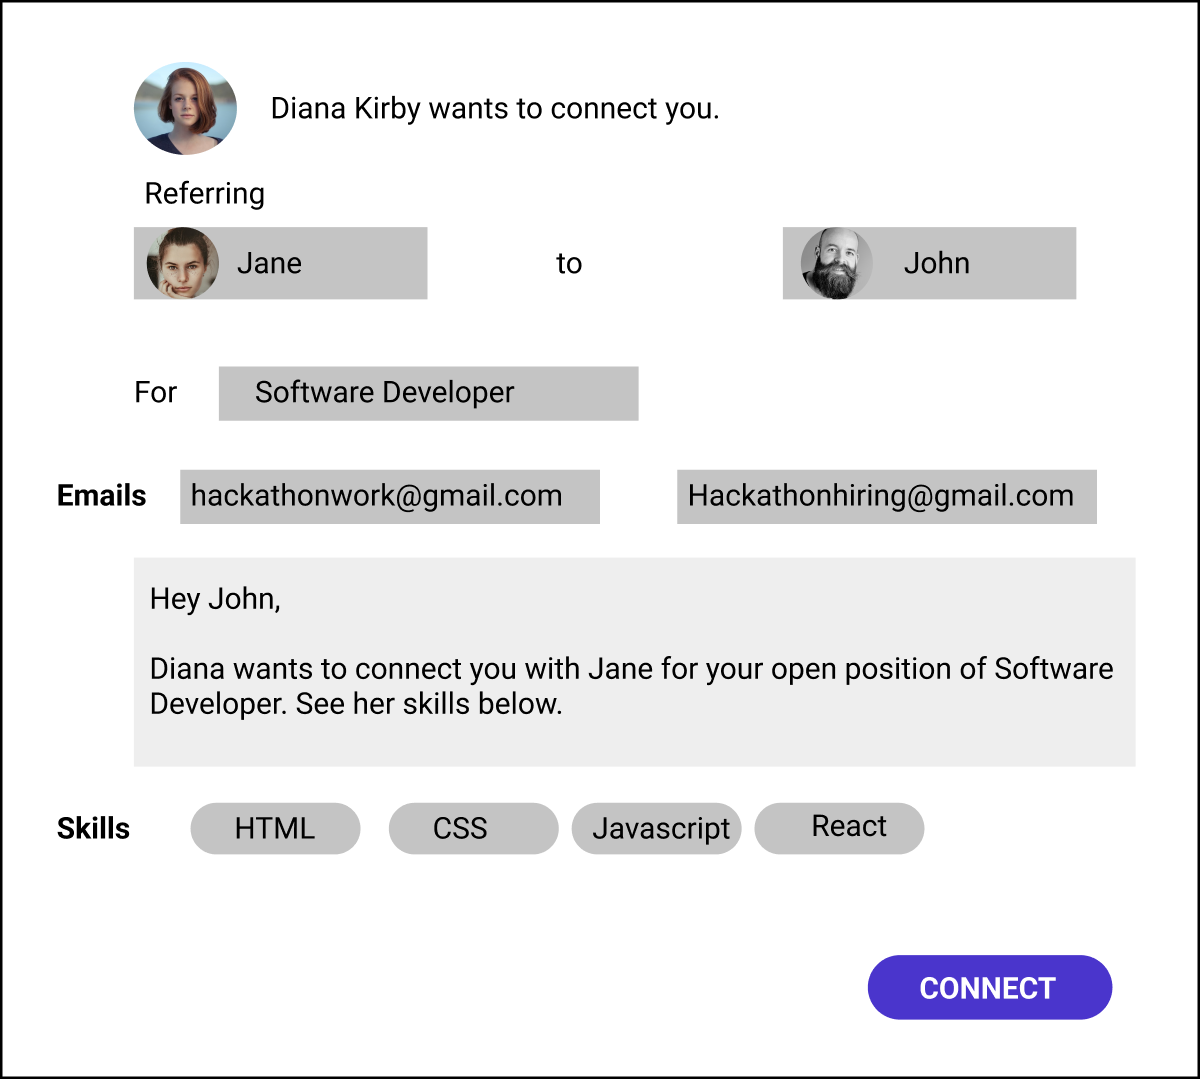 Diana Kirby wants to connect you.
Referring
Jane to John
For Software Developer
Emails hackathonwork@gmail.com Hackathonhiring@gmail.com
Hey John,
Diana wants to connect you with Jane for your open position of Software
Developer. See her skills below.
Skills HTML CSS Javascript React
CONNECT